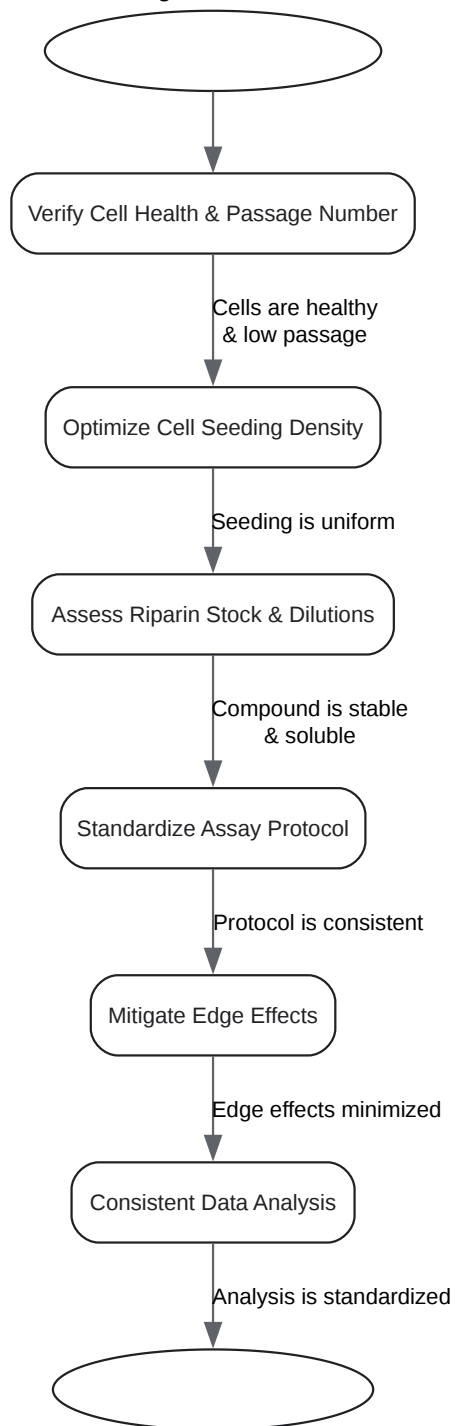 Verify Cell Health & Passage Number
Cells are healthy
& low passage
Optimize Cell Seeding Density
Seeding is uniform
Assess Riparin Stock & Dilutions
Compound is stable
& soluble
Standardize Assay Protocol
Protocol is consistent
Mitigate Edge Effects
Edge effects minimized
Consistent Data Analysis
Analysis is standardized